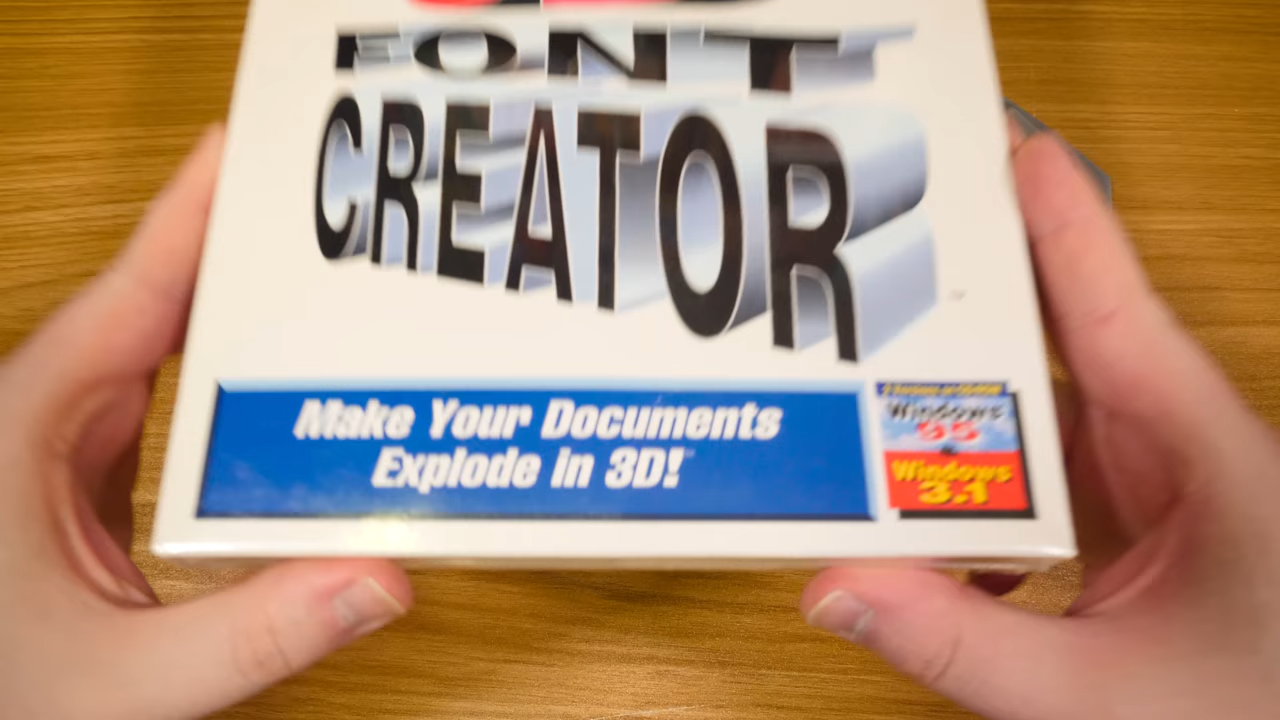 FONT
CREATOR
Make Your Documents
Explode in 3D!
Windows
95
&
Windows
3.1